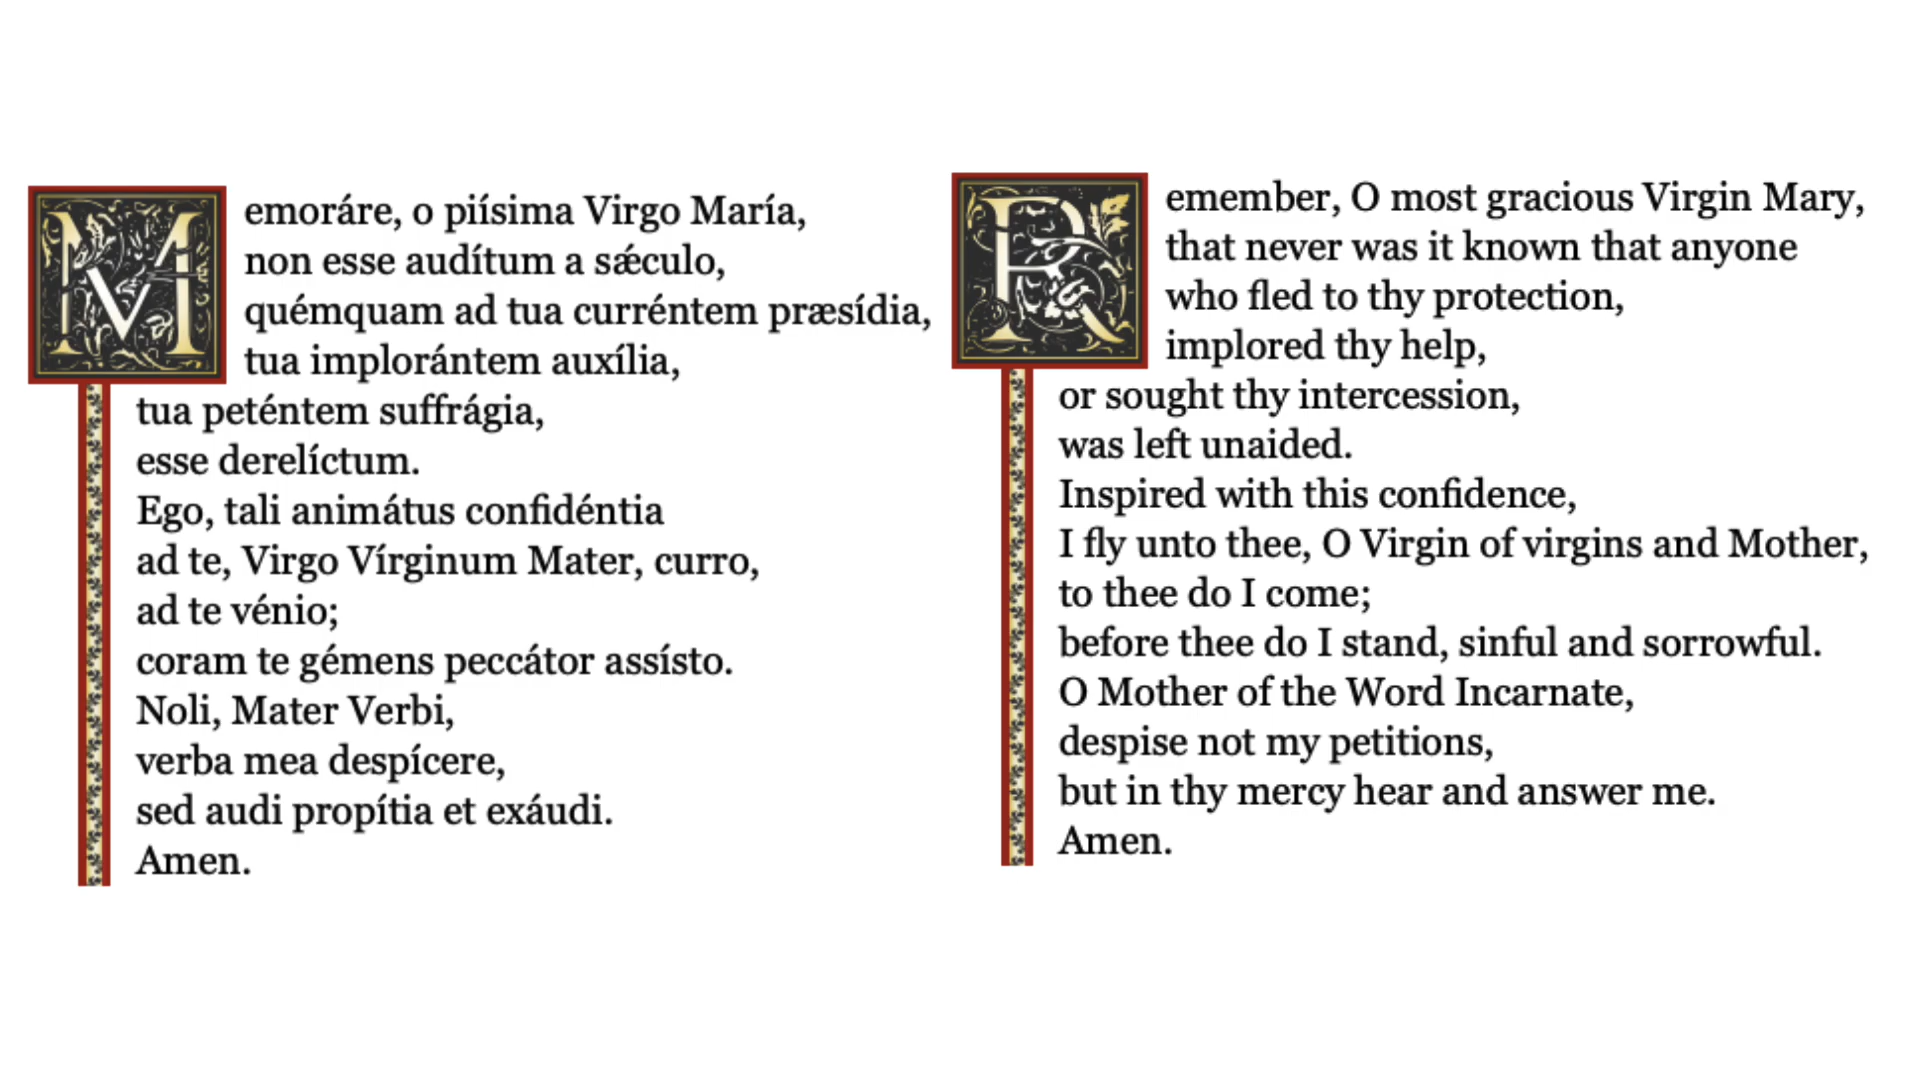 Memoráre, o piísima Virgo María,
non esse audítum a sǽculo,
quémquam ad tua curréntem præsídia,
tua implorántem auxília,
tua peténtem suffrágia,
esse derelíctum.
Ego, tali animátus confidéntia
ad te, Virgo Vírginum Mater, curro,
ad te vénio;
coram te gémens peccátor assísto.
Noli, Mater Verbi,
verba mea despícere,
sed audi propítia et exáudi.
Amen.
Remember, O most gracious Virgin Mary,
that never was it known that anyone
who fled to thy protection,
implored thy help,
or sought thy intercession,
was left unaided.
Inspired with this confidence,
I fly unto thee, O Virgin of virgins and Mother,
to thee do I come;
before thee do I stand, sinful and sorrowful.
O Mother of the Word Incarnate,
despise not my petitions,
but in thy mercy hear and answer me.
Amen.